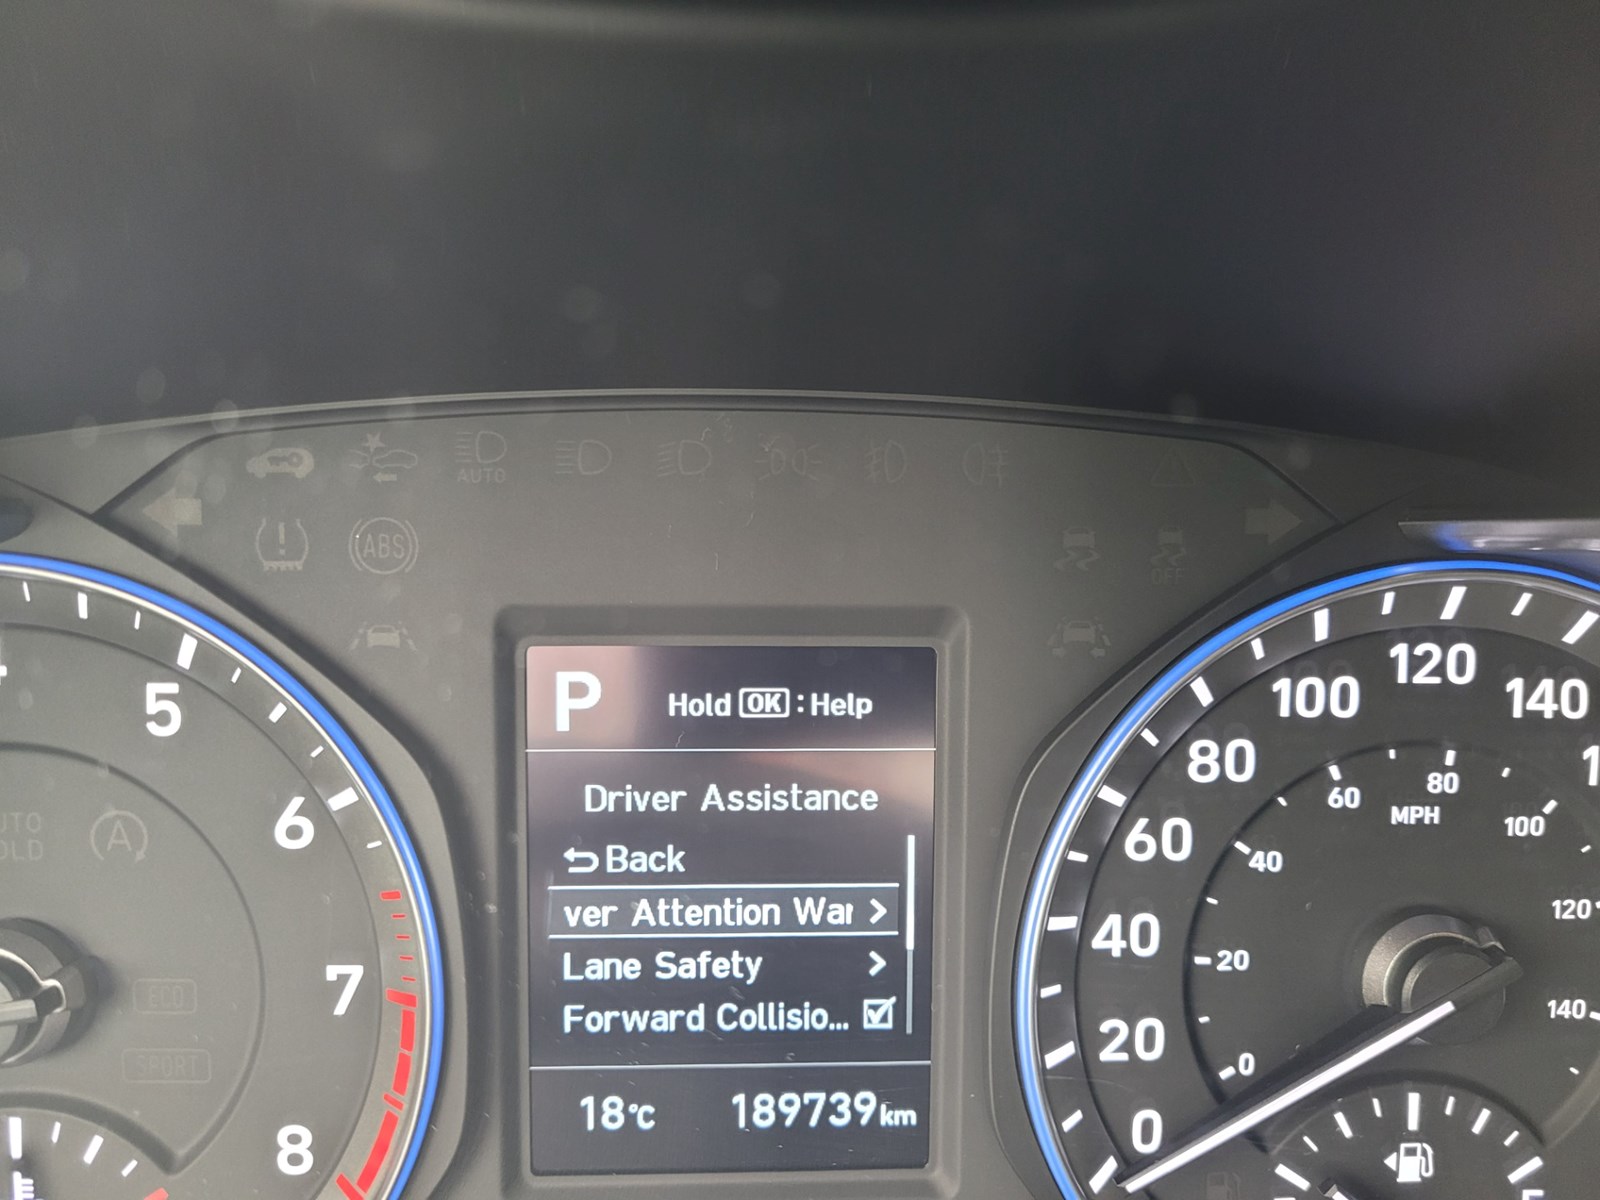 AUTO
ABS
OFF
P Hold OK : Help
Driver Assistance
Back
ver Attention War
Lane Safety
Forward Collisio...
18°C 189739km
5
6
7
8
A
ECO
SPORT
0
20
40
60
80
100
120
140
MPH
0
20
40
60
80
100
120
140